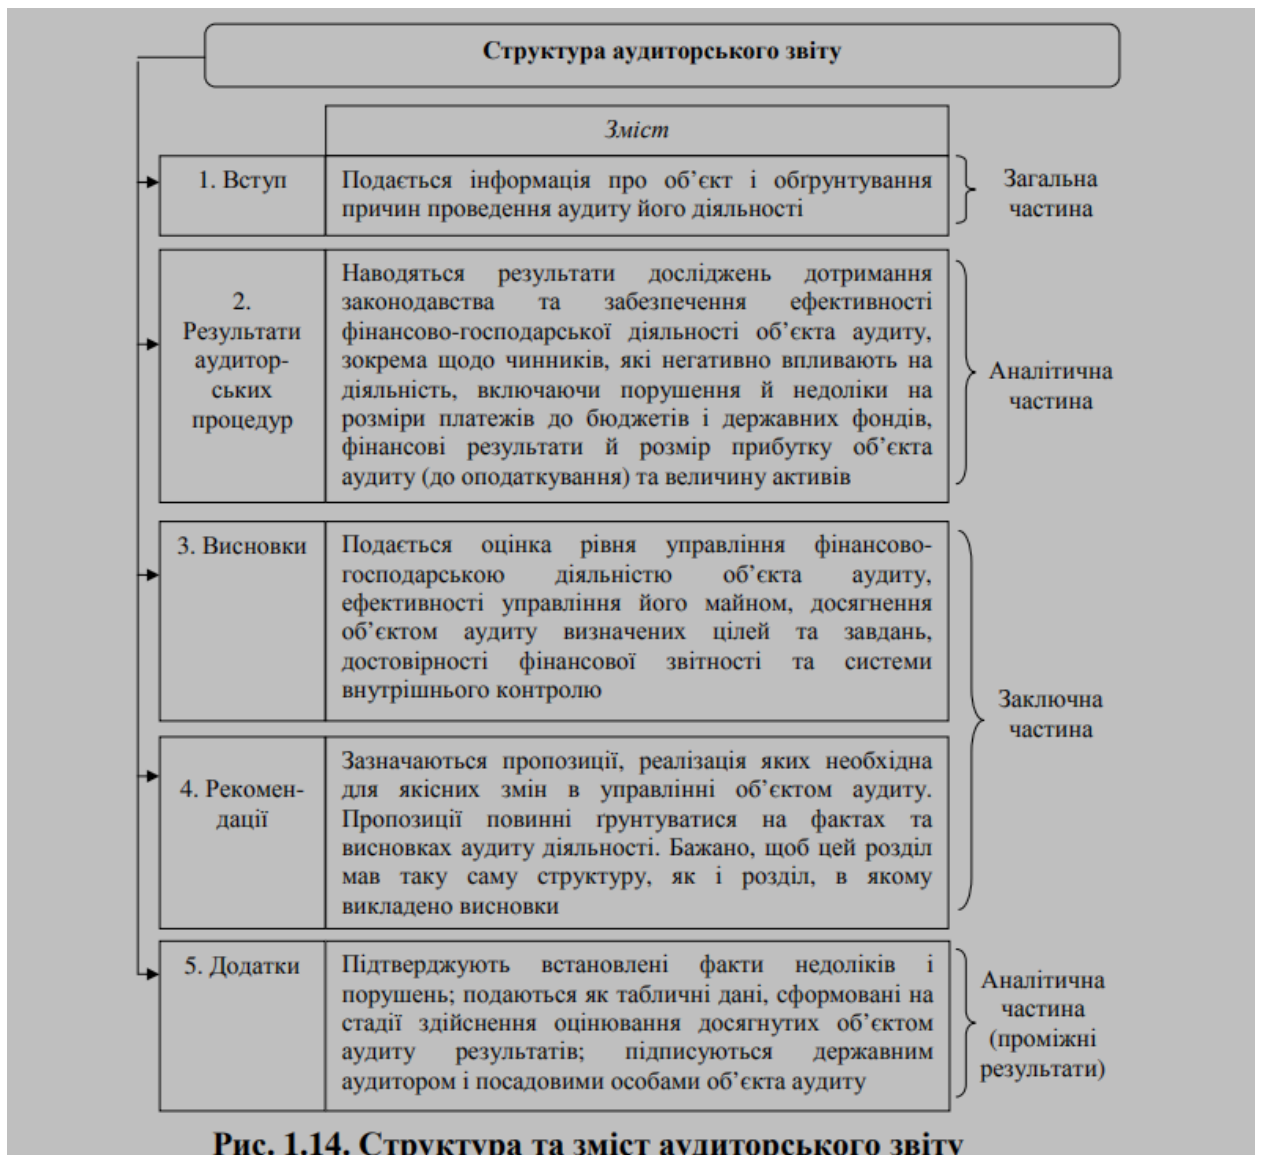 Структура аудиторського звіту
Зміст
1. Вступ
Подається інформація про об’єкт і обґрунтування
причин проведення аудиту його діяльності
Загальна
частина
2.
Результати
аудитор-
ських
процедур
Наводяться результати досліджень дотримання
законодавства та забезпечення ефективності
фінансово-господарської діяльності об’єкта аудиту,
зокрема щодо чинників, які негативно впливають на
діяльність, включаючи порушення й недоліки на
розміри платежів до бюджетів і державних фондів,
фінансові результати й розмір прибутку об’єкта
аудиту (до оподаткування) та величину активів
Аналітична
частина
3. Висновки
Подається оцінка рівня управління фінансово-
господарською діяльністю об’єкта аудиту,
ефективності управління його майном, досягнення
об’єктом аудиту визначених цілей та завдань,
достовірності фінансової звітності та системи
внутрішнього контролю
4. Рекомен-
дації
Зазначаються пропозиції, реалізація яких необхідна
для якісних змін в управлінні об’єктом аудиту.
Пропозиції повинні ґрунтуватися на фактах та
висновках аудиту діяльності. Бажано, щоб цей розділ
мав таку саму структуру, як і розділ, в якому
викладено висновки
Заключна
частина
5. Додатки
Підтверджують встановлені факти недоліків і
порушень; подаються як табличні дані, сформовані на
стадії здійснення оцінювання досягнутих об’єктом
аудиту результатів; підписуються державним
аудитором і посадовими особами об’єкта аудиту
Аналітична
частина
(проміжні
результати)
Рис. 1.14. Структура та зміст аудиторського звіту